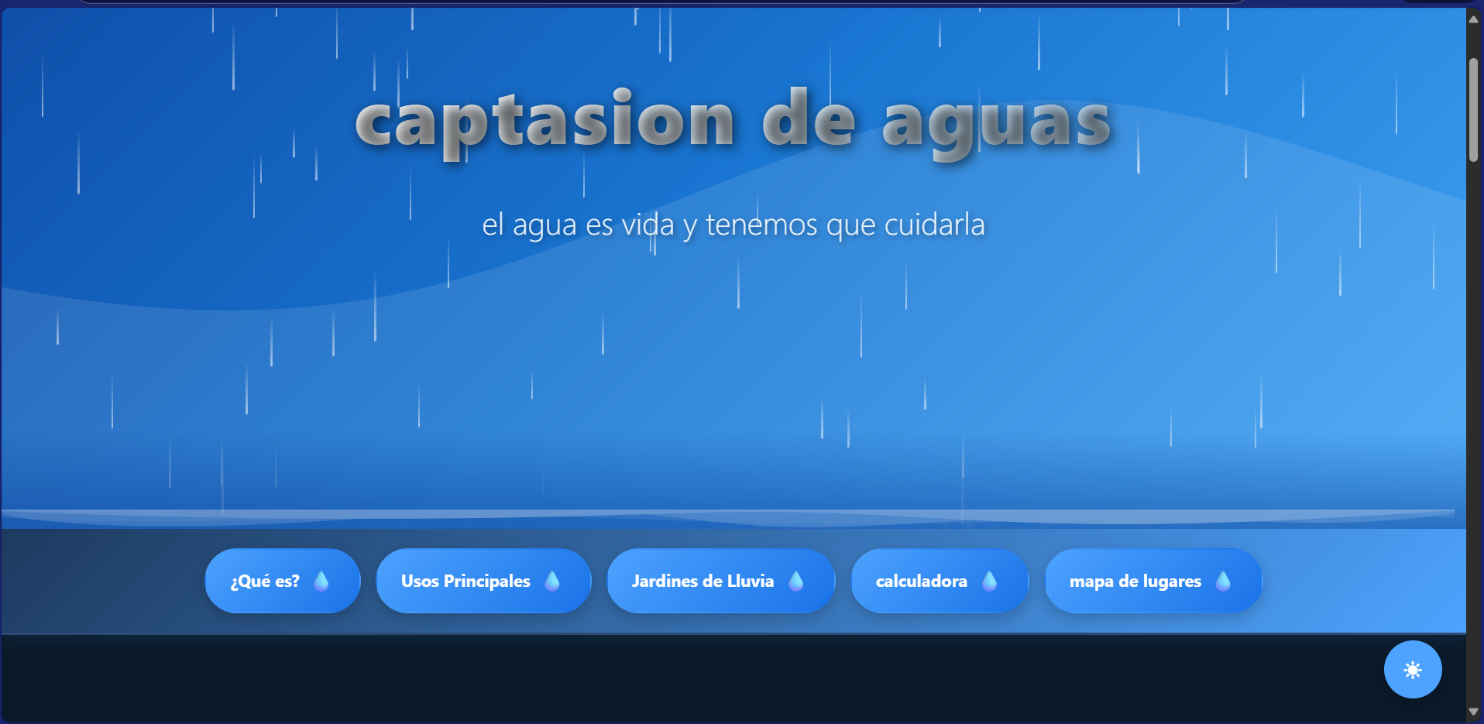 captasion de aguas
el agua es vida y tenemos que cuidarla
¿Qué es? Usos Principales Jardines de Lluvia calculadora mapa de lugares